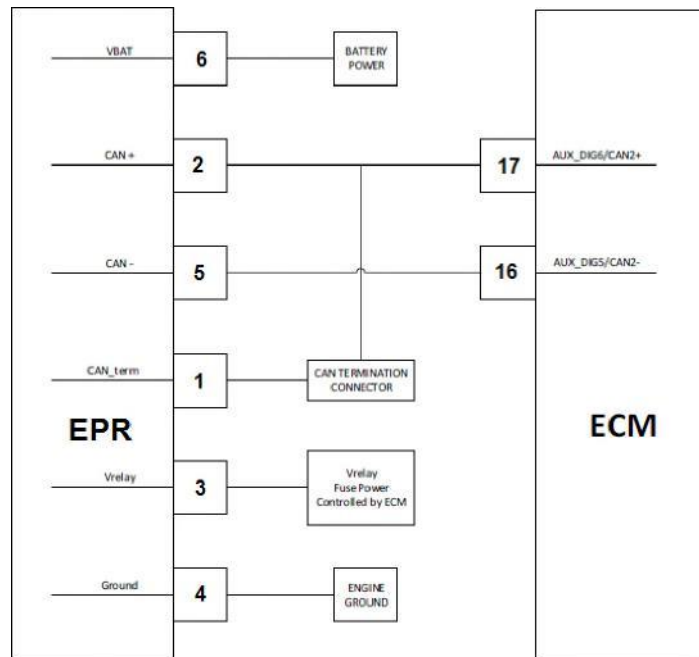 VBAT
6
BATTERY
POWER
CAN +
2
17
AUX_DIG6/CAN2+
CAN -
5
16
AUX_DIG5/CAN2-
CAN_term
1
CAN TERMINATION
CONNECTOR
EPR
ECM
Vrelay
3
Vrelay
Fuse Power
Controlled by ECM
Ground
4
ENGINE
GROUND